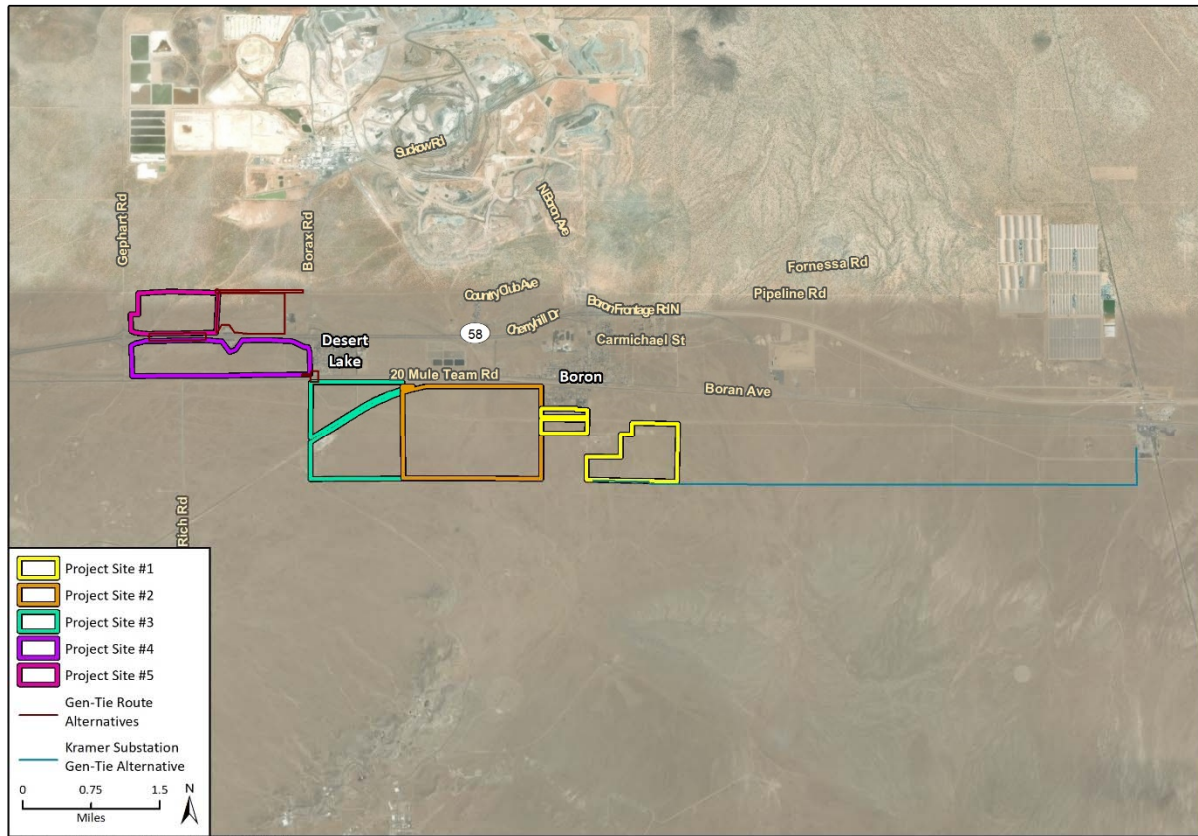 Suckow Rd
N Boron Ave
Gephart Rd
Borax Rd
Fornessa Rd
Pipeline Rd
Country Club Ave
Boron Frontage Rd N
Cherryhill Dr
58
Carmichael St
Desert
Lake
20 Mule Team Rd
Boron
Boran Ave
Rich Rd
Project Site #1
Project Site #2
Project Site #3
Project Site #4
Project Site #5
Gen-Tie Route
Alternatives
Kramer Substation
Gen-Tie Alternative
0 0.75 1.5
Miles
N